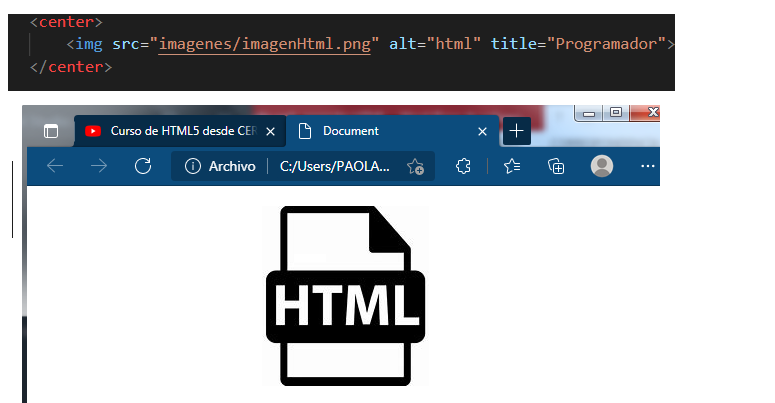 <center>
<img src="imagenes/imagenHtml.png" alt="html" title="Programador">
</center>
Curso de HTML5 desde CER
Document
Archivo C:/Users/PAOLA...
HTML